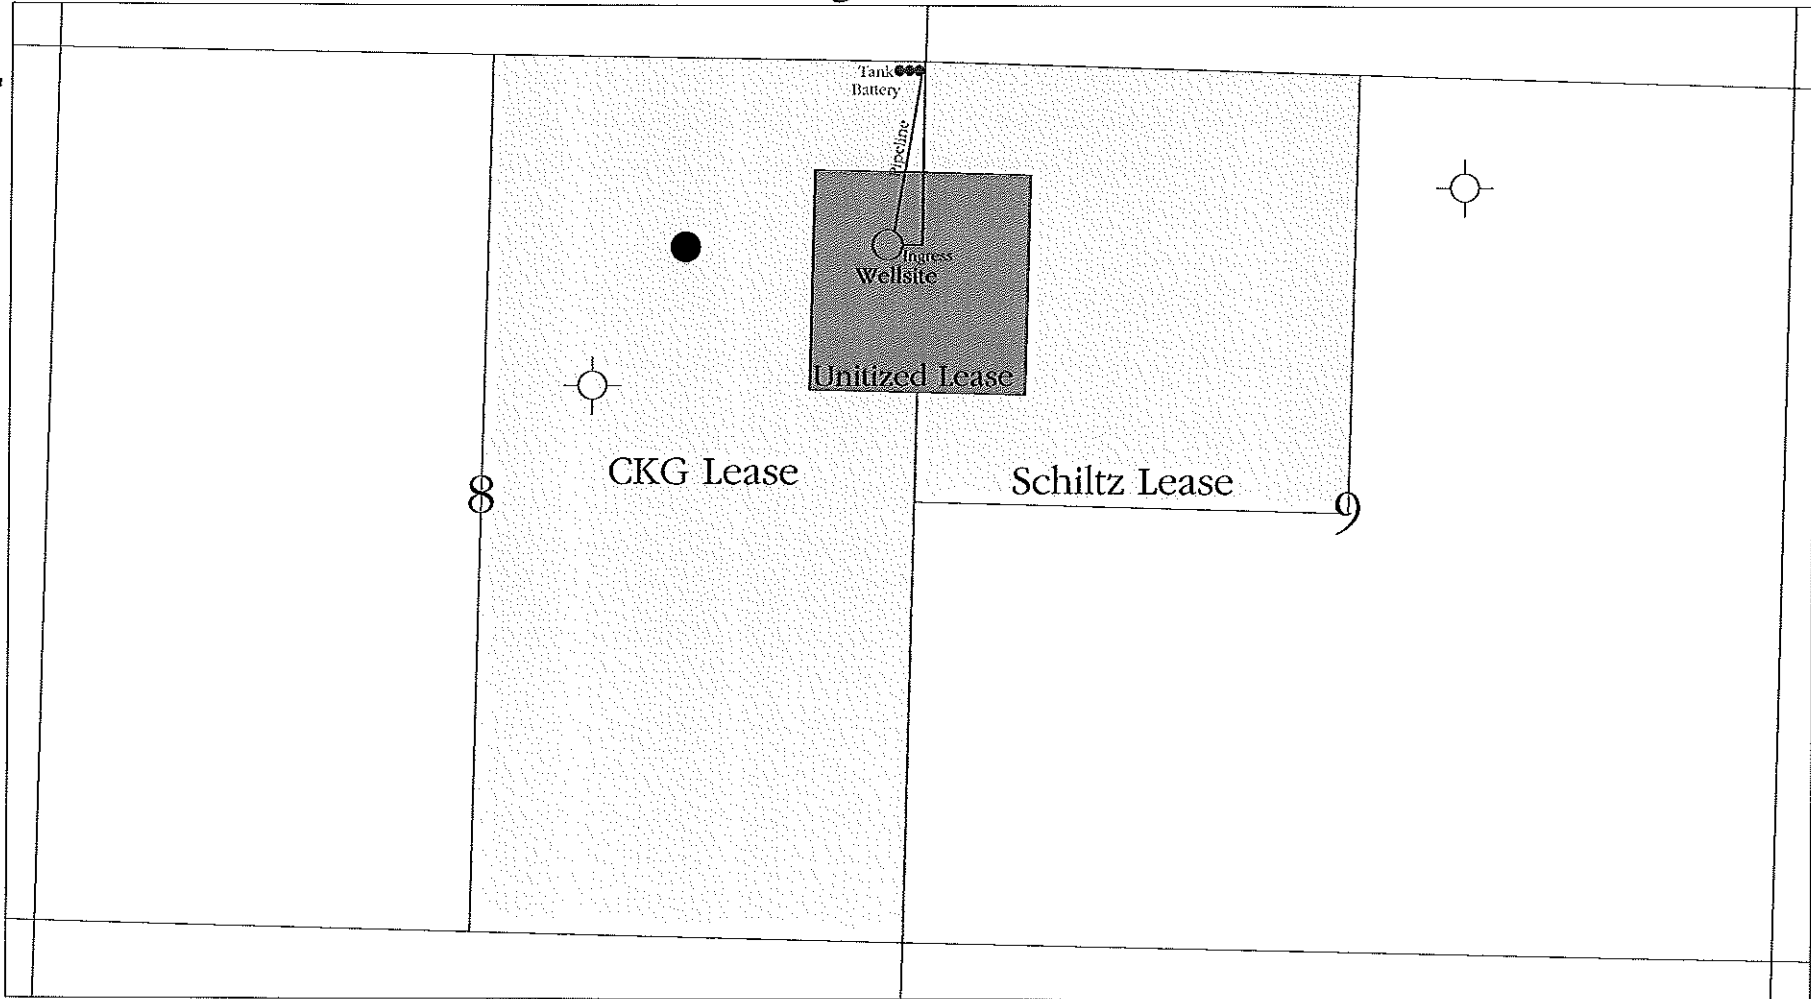 Tank
Battery
Pipeline
Ingress
Wellsite
Unitized Lease
CKG Lease
Schiltz Lease
8
9